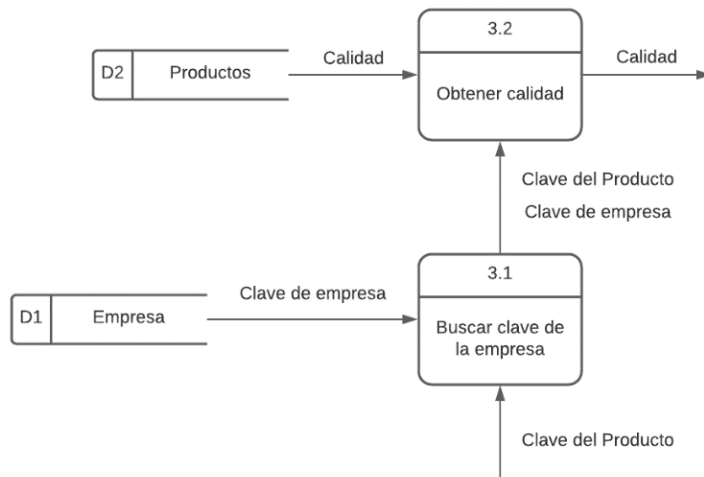 3.2
D2
Productos
Calidad
Obtener calidad
Calidad
Clave del Producto
Clave de empresa
3.1
D1
Empresa
Clave de empresa
Buscar clave de
la empresa
Clave del Producto